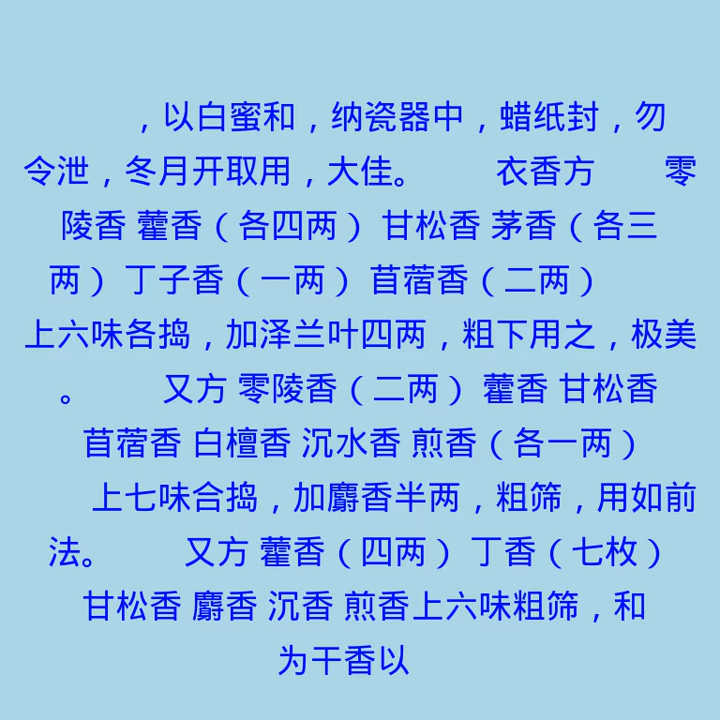 ，以白蜜和，纳瓷器中，蜡纸封，勿
令泄，冬月开取用，大佳。　　衣香方　　零
陵香 藿香（各四两） 甘松香 茅香（各三
两） 丁子香（一两） 苜蓿香（二两）
上六味各捣，加泽兰叶四两，粗下用之，极美
。　　又方 零陵香（二两） 藿香 甘松香
苜蓿香 白檀香 沉水香 煎香（各一两）
上七味合捣，加麝香半两，粗筛，用如前
法。　　又方 藿香（四两） 丁香（七枚）
甘松香 麝香 沉香 煎香上六味粗筛，和
为干香以